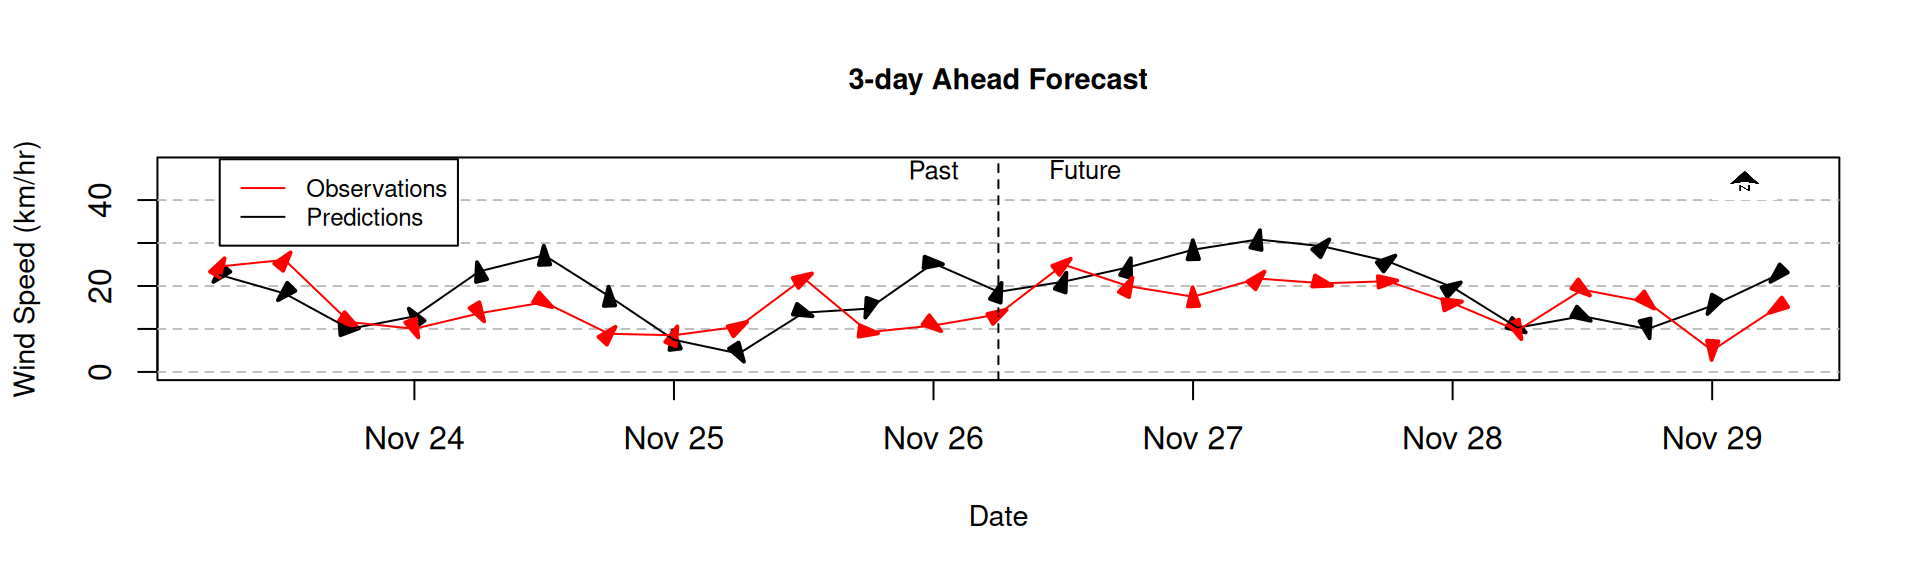 3-day Ahead Forecast
Wind Speed (km/hr)
40
20
0
Observations
Predictions
Past
Future
N
Nov 24
Nov 25
Nov 26
Nov 27
Nov 28
Nov 29
Date